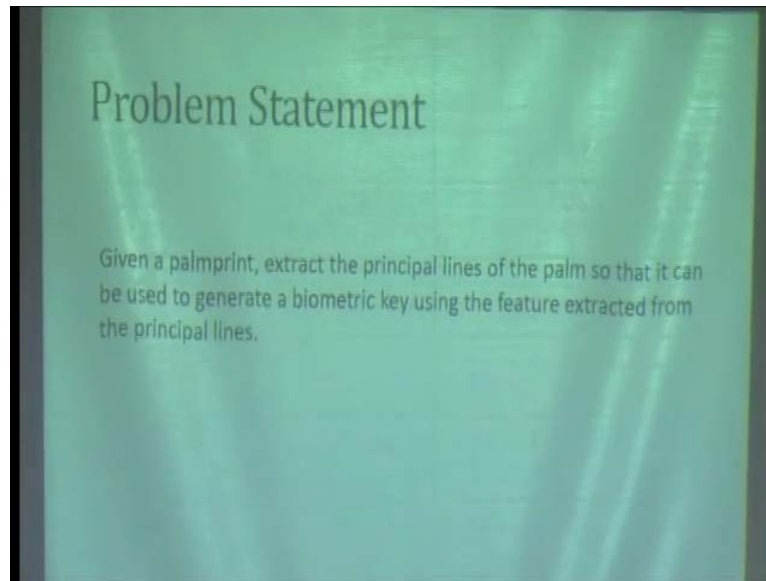 Problem Statement
Given a palmprint, extract the principal lines of the palm so that it can
be used to generate a biometric key using the feature extracted from
the principal lines.